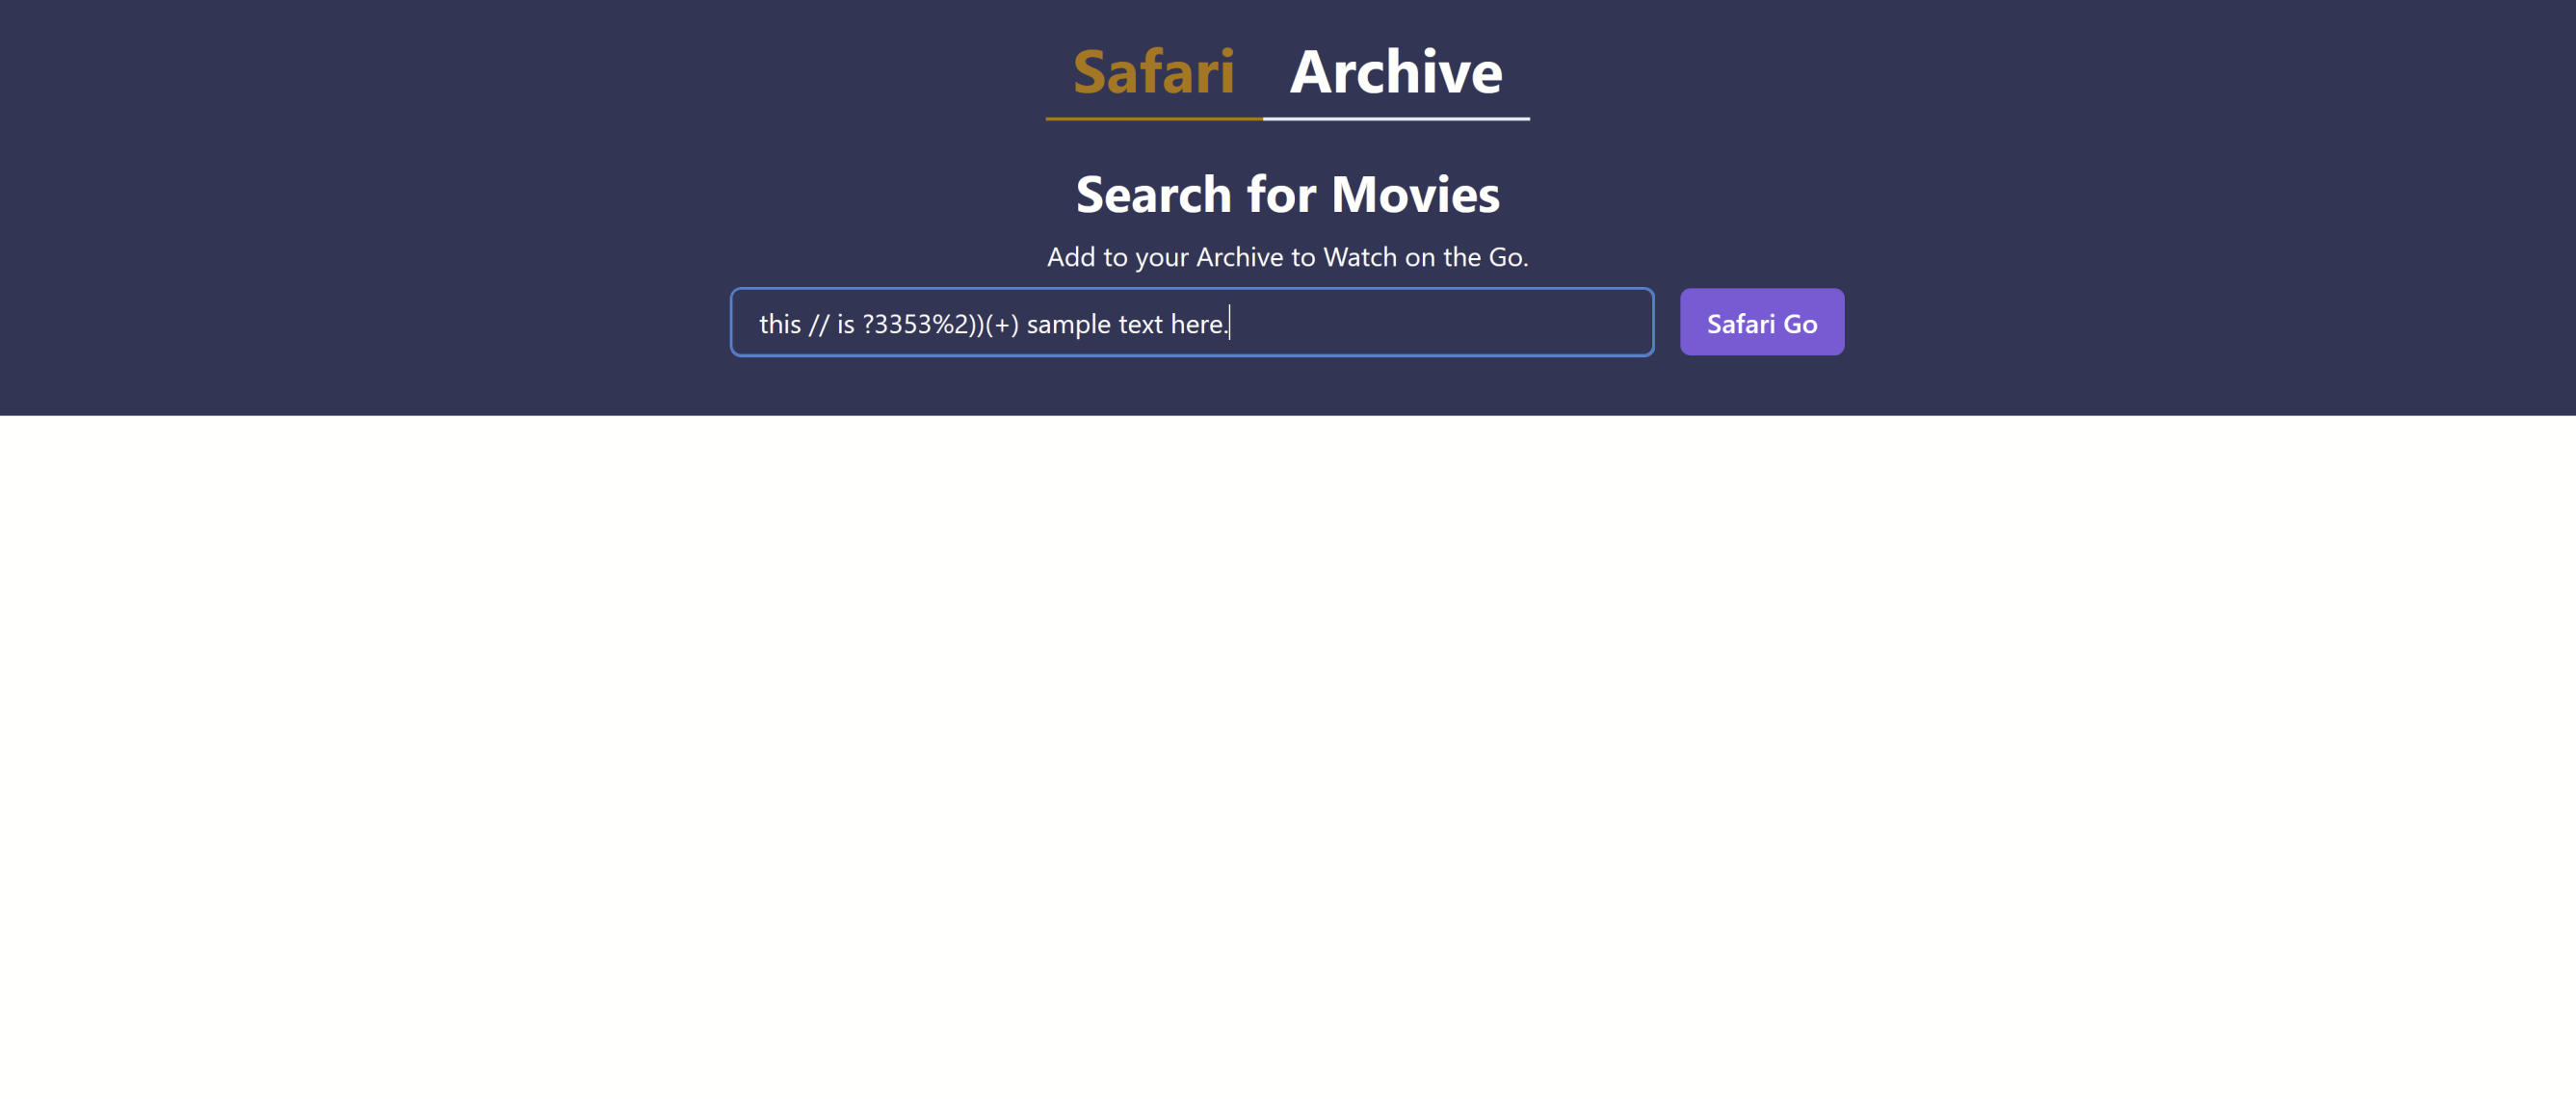 Safari Archive
Search for Movies
Add to your Archive to Watch on the Go.
this // is ?3353%2))(+) sample text here.
Safari Go